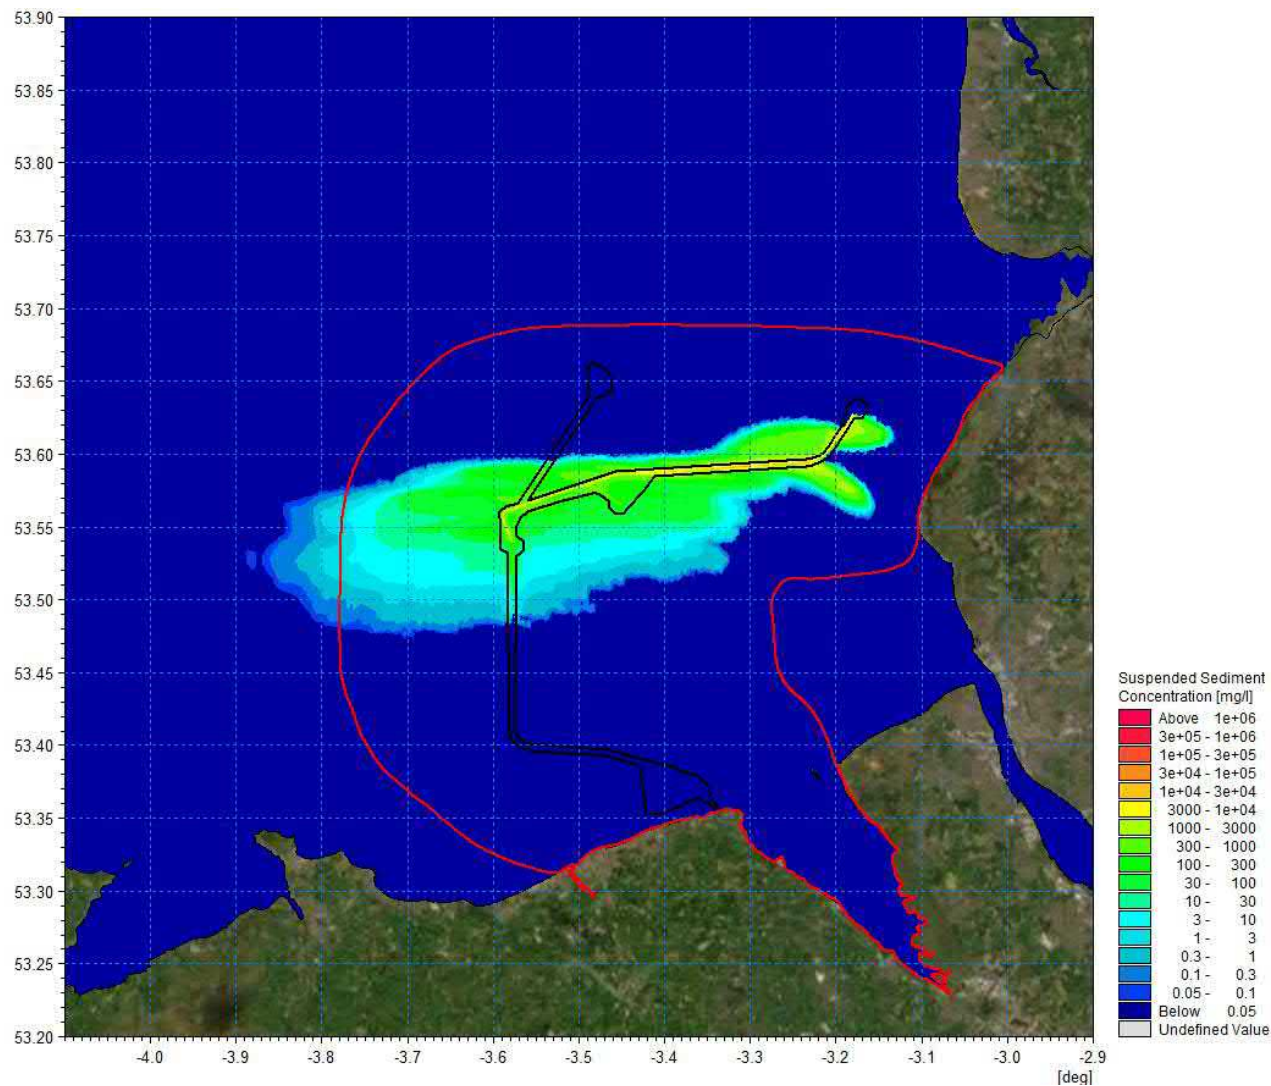 53.90
53.85
53.80
53.75
53.70
53.65
53.60
53.55
53.50
53.45
53.40
53.35
53.30
53.25
53.20
-4.0 -3.9 -3.8 -3.7 -3.6 -3.5 -3.4 -3.3 -3.2 -3.1 -3.0 -2.9
[deg]
Suspended Sediment
Concentration [mg/l]
Above 1e+06
3e+05 - 1e+06
1e+05 - 3e+05
3e+04 - 1e+05
1e+04 - 3e+04
3000 - 1e+04
1000 - 3000
300 - 1000
100 - 300
30 - 100
10 - 30
3 - 10
1 - 3
0.3 - 1
0.1 - 0.3
0.05 - 0.1
Below 0.05
Undefined Value